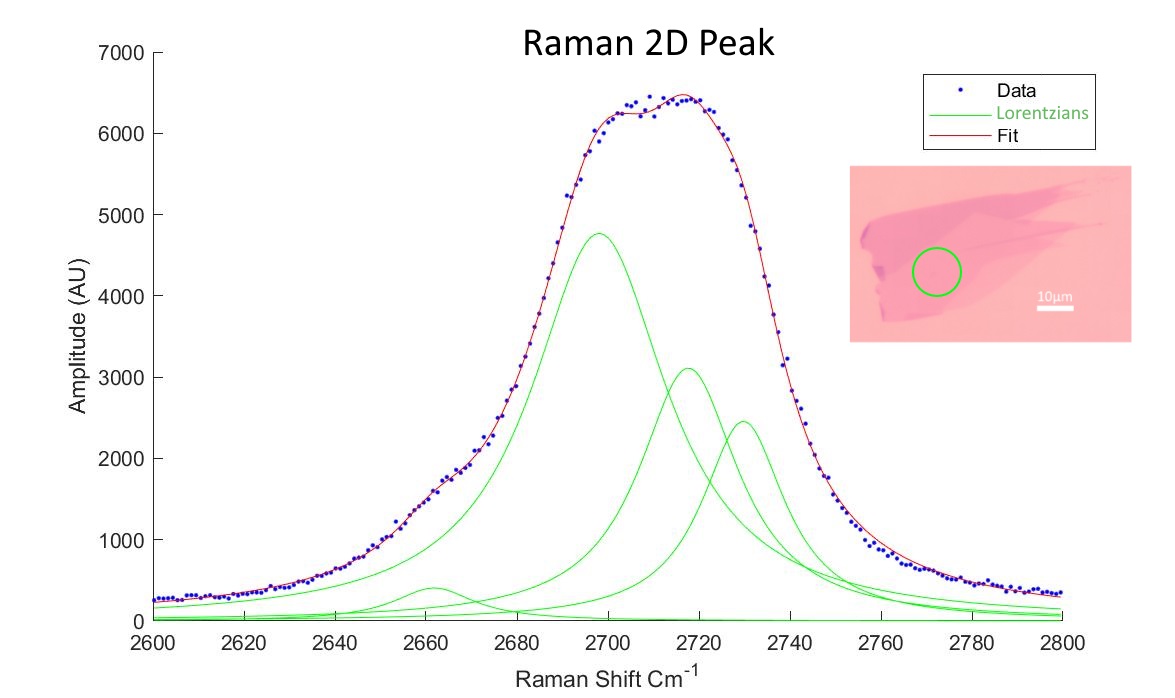 Raman 2D Peak
7000
6000
5000
4000
3000
2000
1000
0
Amplitude (AU)
Data
Lorentzians
Fit
10μm
2600 2620 2640 2660 2680 2700 2720 2740 2760 2780 2800
Raman Shift Cm⁻¹